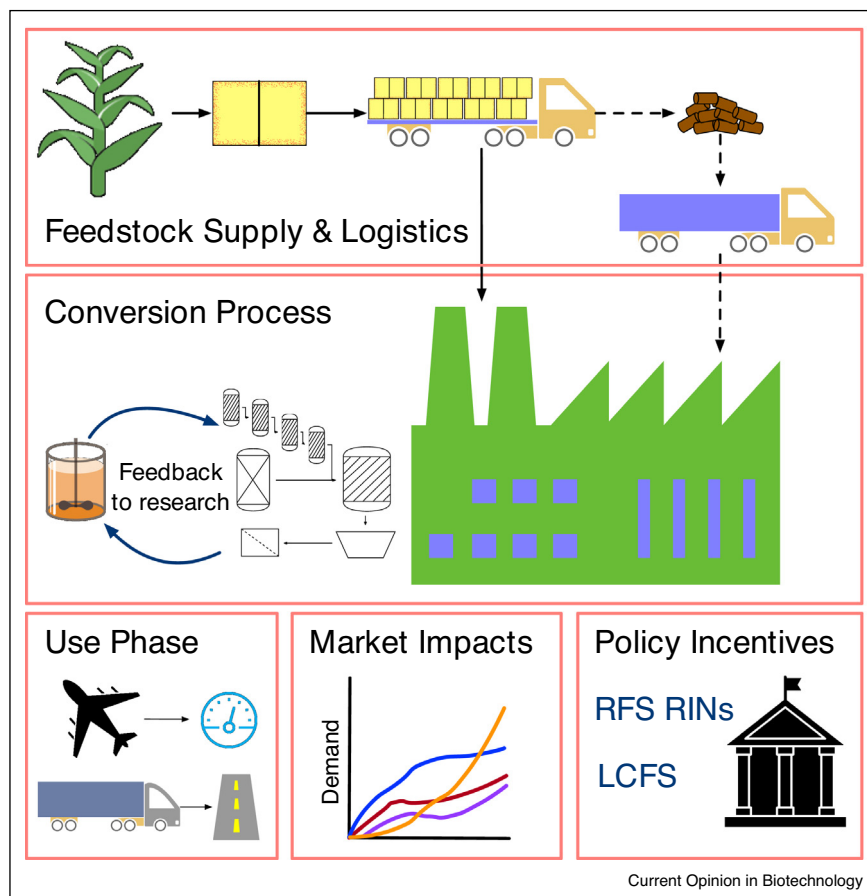 Feedstock Supply & Logistics
Conversion Process
Feedback
to research
Use Phase
Market Impacts
Demand
Policy Incentives
RFS RINs
LCFS
Current Opinion in Biotechnology